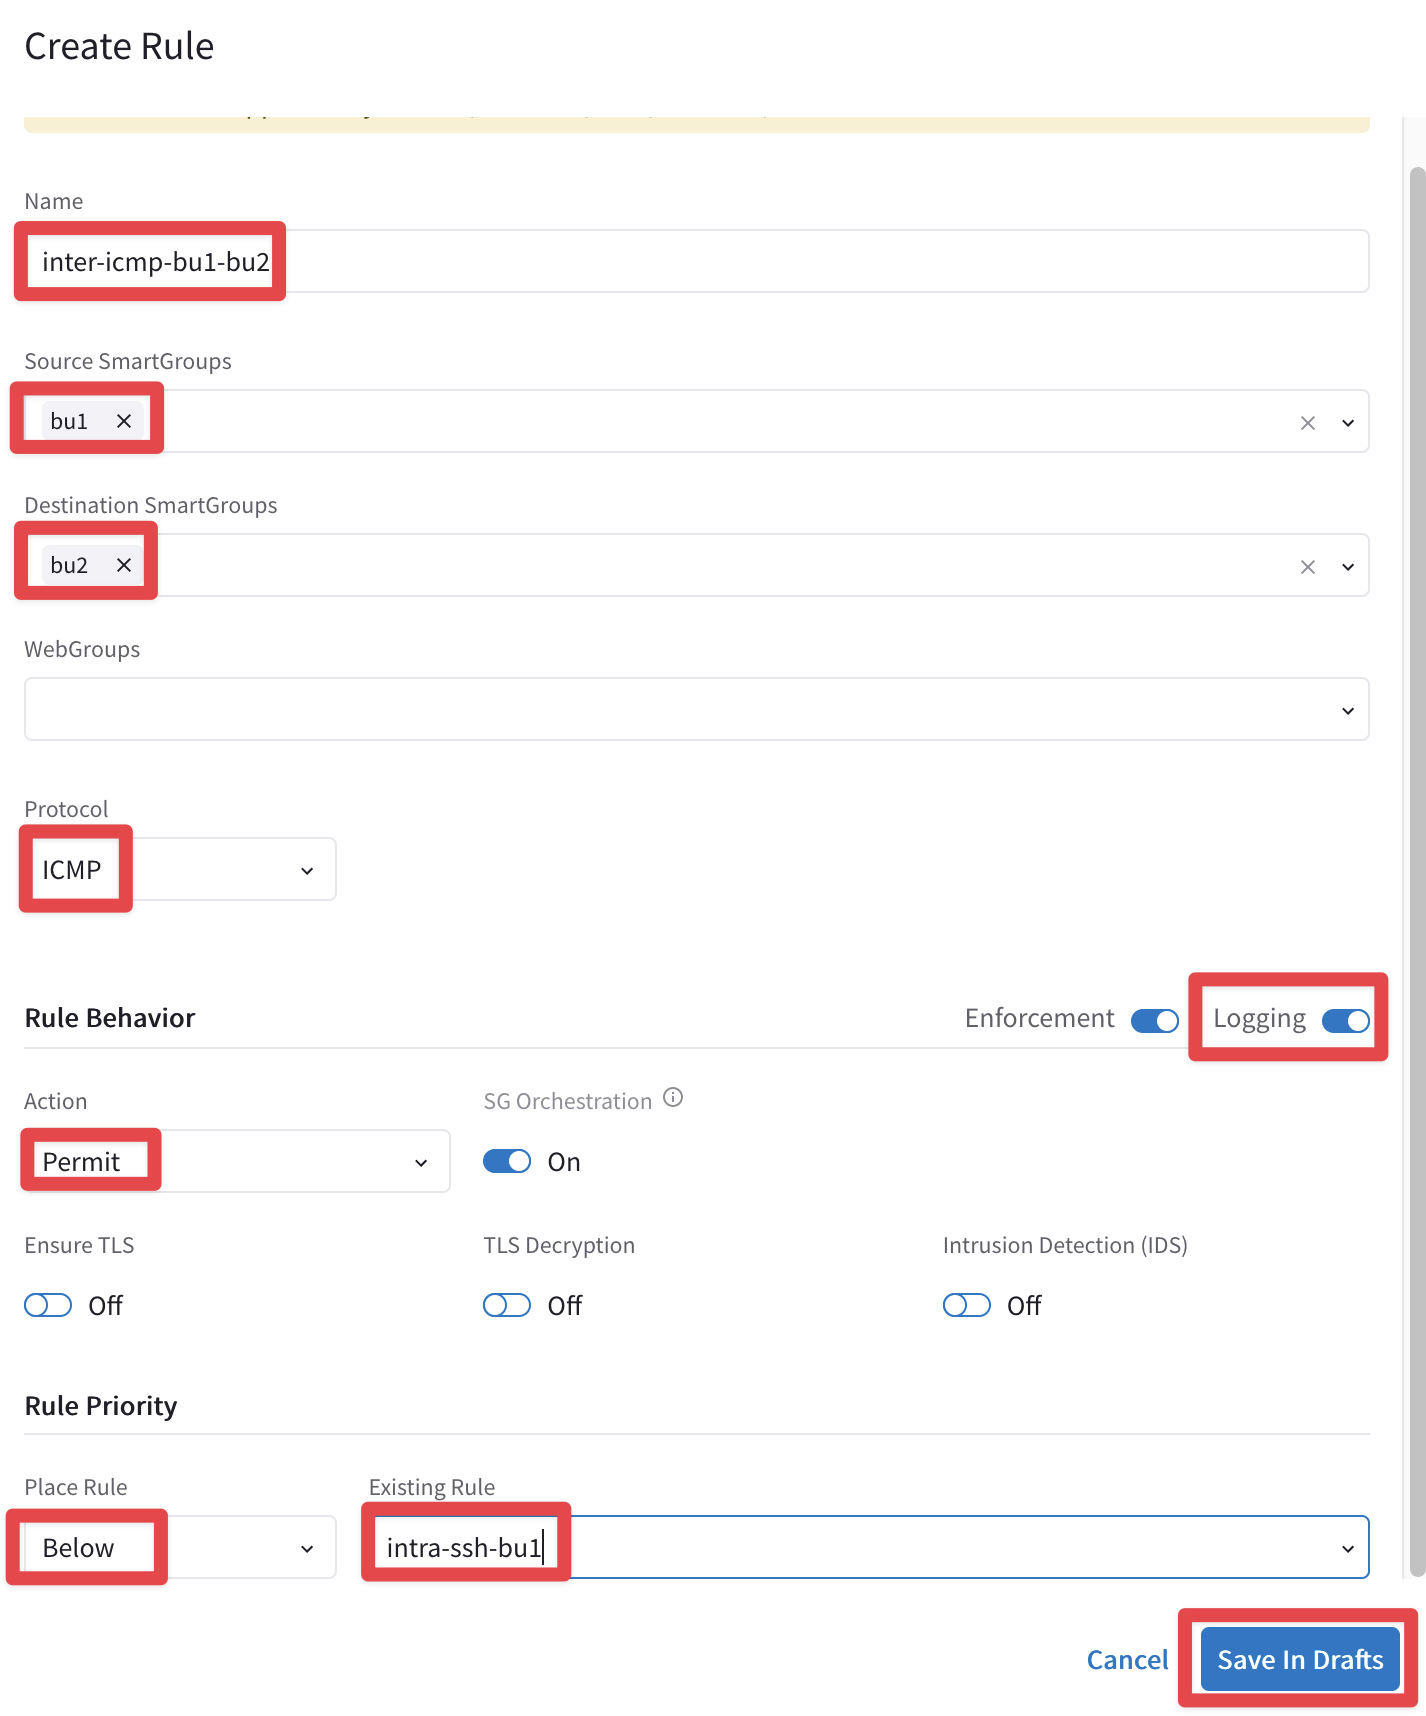 Create Rule
Name
inter-icmp-bu1-bu2
Source SmartGroups
bu1
Destination SmartGroups
bu2
WebGroups
Protocol
ICMP
Rule Behavior
Enforcement
Logging
Action
SG Orchestration
Permit
On
Ensure TLS
TLS Decryption
Intrusion Detection (IDS)
Off
Off
Off
Rule Priority
Place Rule
Existing Rule
Below
intra-ssh-bu1
Cancel
Save In Drafts